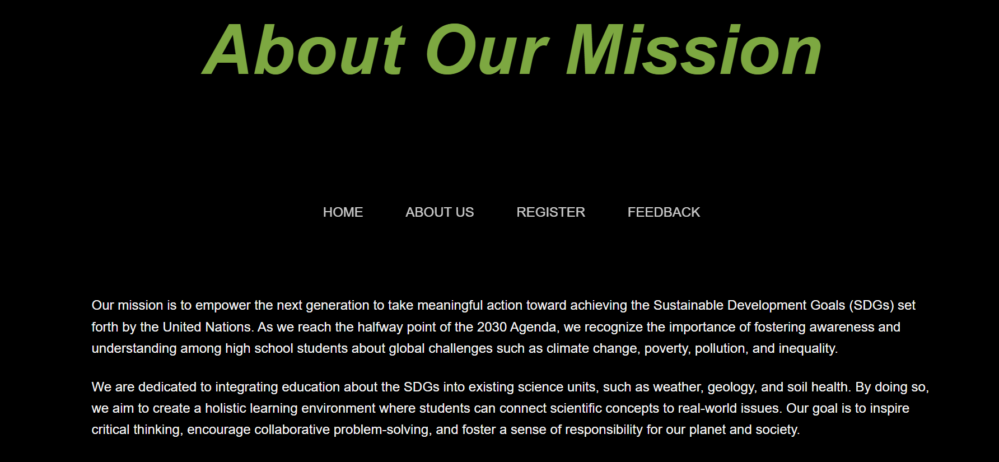 About Our Mission
HOME ABOUT US REGISTER FEEDBACK
Our mission is to empower the next generation to take meaningful action toward achieving the Sustainable Development Goals (SDGs) set
forth by the United Nations. As we reach the halfway point of the 2030 Agenda, we recognize the importance of fostering awareness and
understanding among high school students about global challenges such as climate change, poverty, pollution, and inequality.
We are dedicated to integrating education about the SDGs into existing science units, such as weather, geology, and soil health. By doing so,
we aim to create a holistic learning environment where students can connect scientific concepts to real-world issues. Our goal is to inspire
critical thinking, encourage collaborative problem-solving, and foster a sense of responsibility for our planet and society.